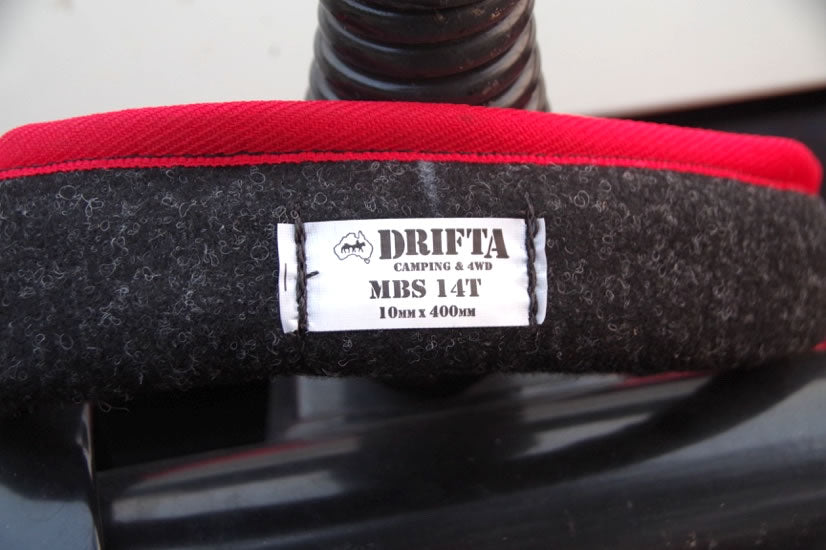 DRIFTA
CAMPING & 4WD
MBS 14T
10MM X 400MM